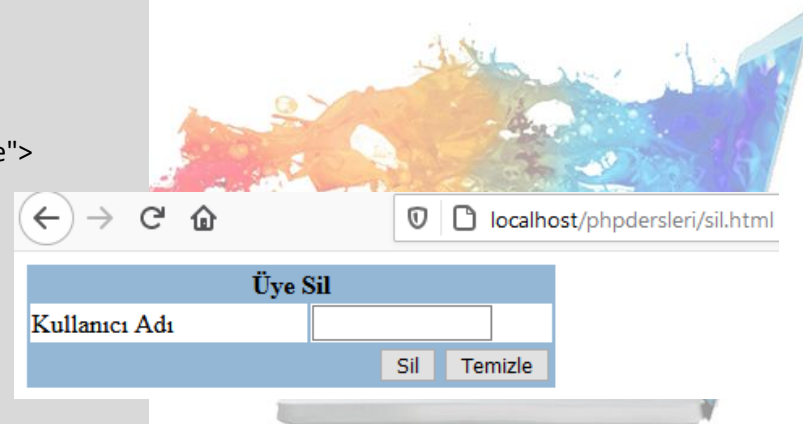 e">
localhost/phpdersleri/sil.html
Üye Sil
Kullanıcı Adı
Sil Temizle